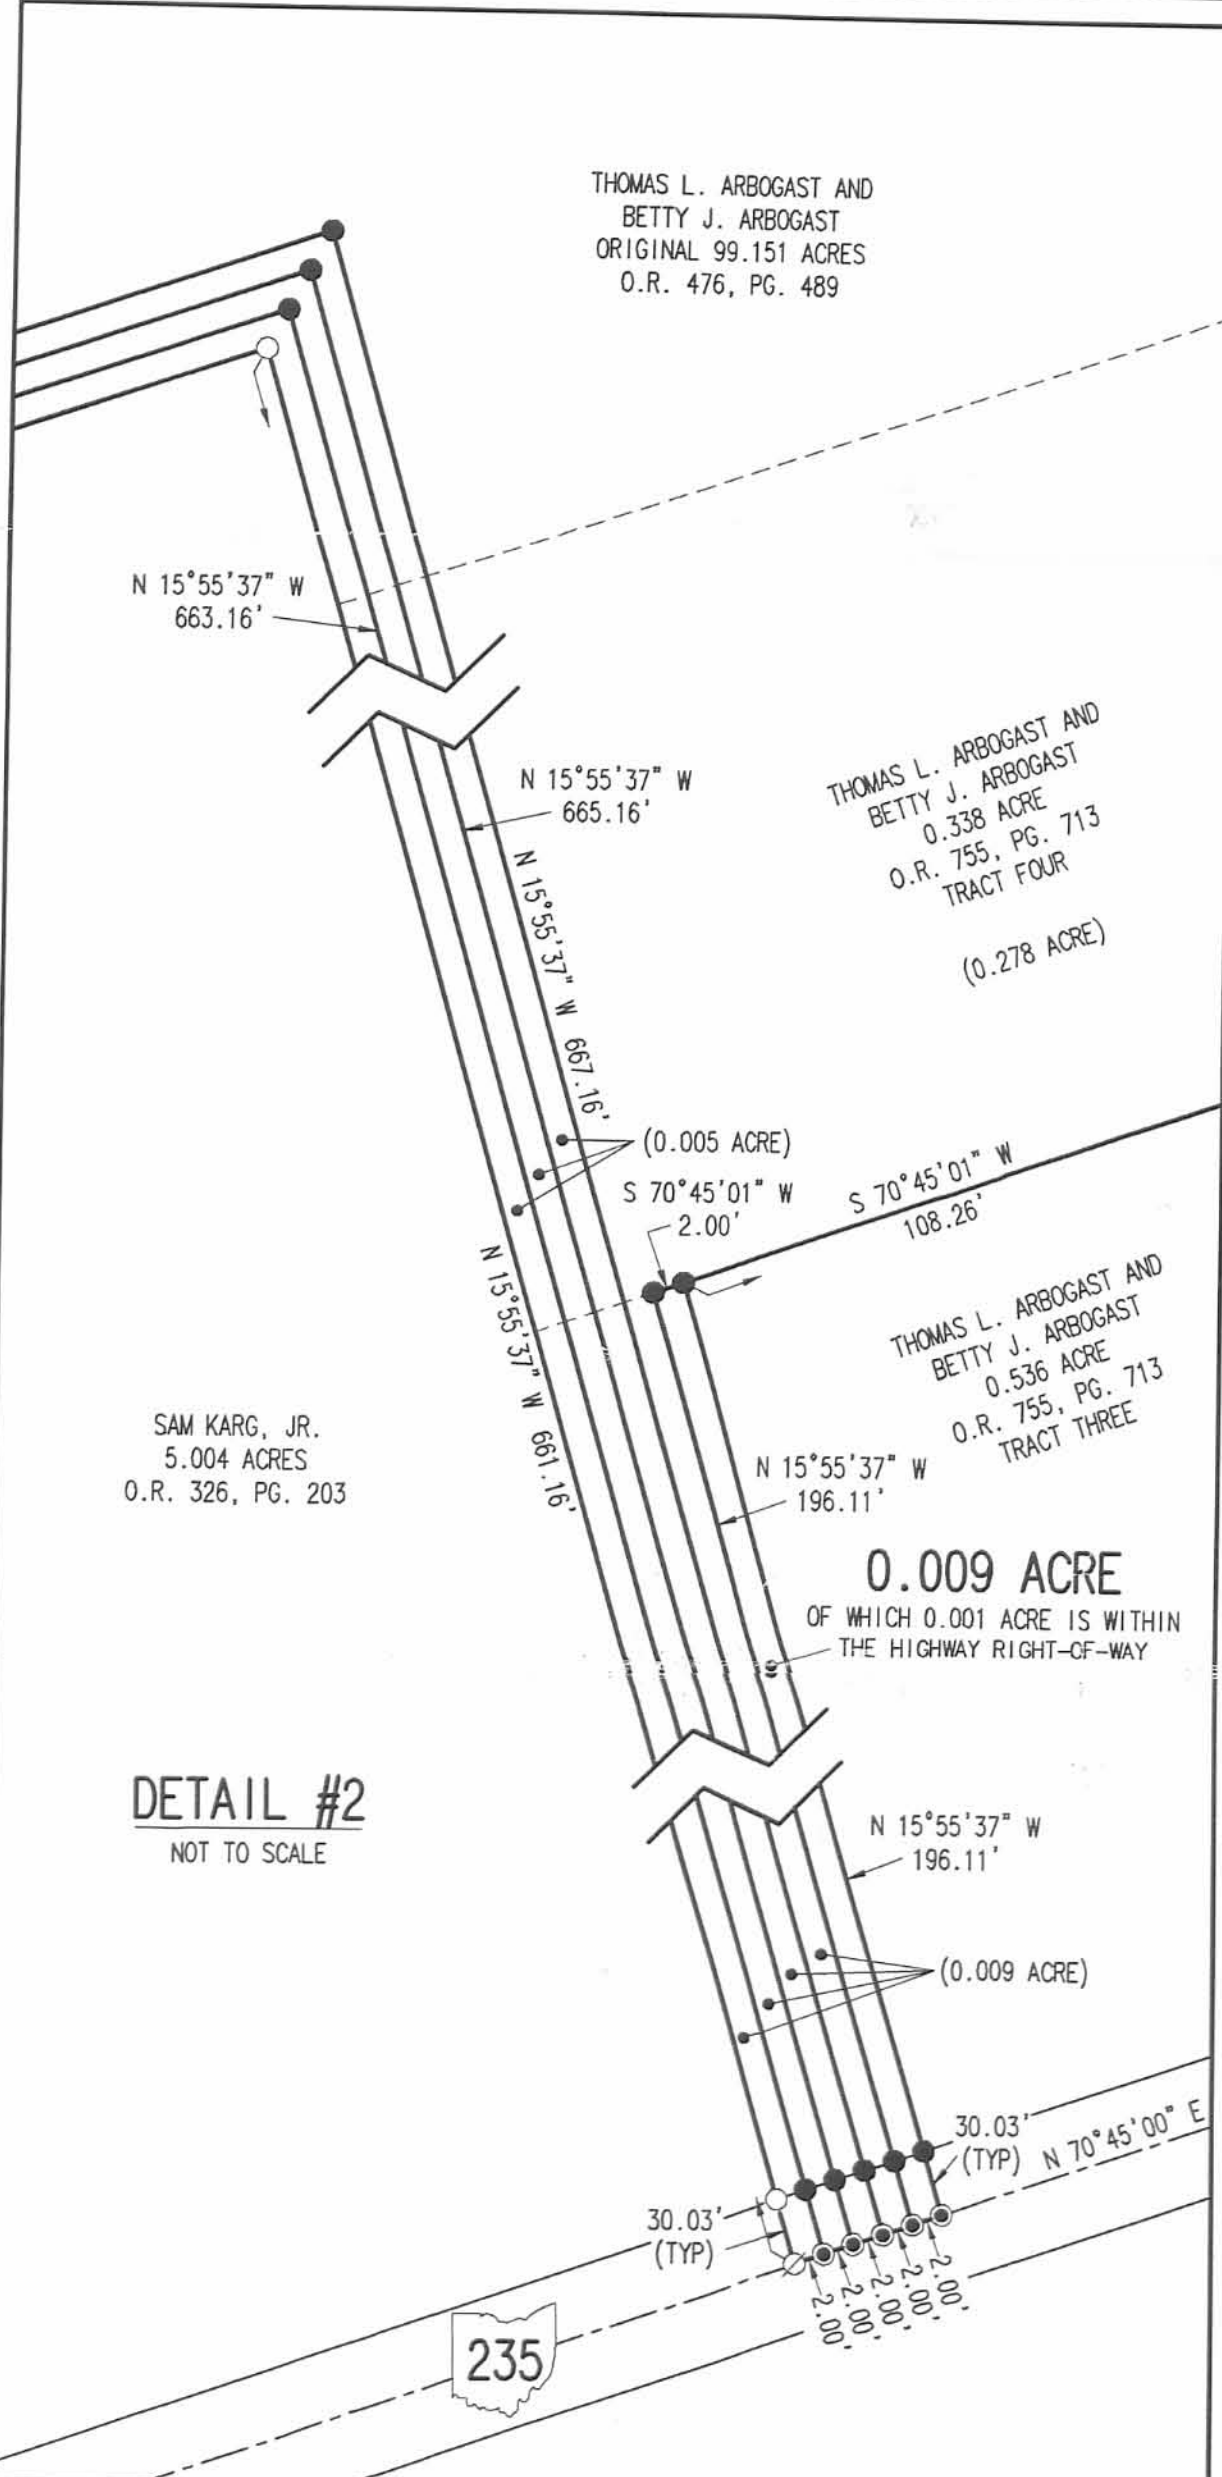 THOMAS L. ARBOGAST AND
BETTY J. ARBOGAST
ORIGINAL 99.151 ACRES
O.R. 476, PG. 489
N 15°55'37" W
663.16'
N 15°55'37" W
665.16'
THOMAS L. ARBOGAST AND
BETTY J. ARBOGAST
0.338 ACRE
O.R. 755, PG. 713
TRACT FOUR
(0.278 ACRE)
N 15°55'37" W 667.16'
(0.005 ACRE)
S 70°45'01" W
2.00'
S 70°45'01" W
108.26'
N 15°55'37" W 661.16'
THOMAS L. ARBOGAST AND
BETTY J. ARBOGAST
0.536 ACRE
O.R. 755, PG. 713
TRACT THREE
SAM KARG, JR.
5.004 ACRES
O.R. 326, PG. 203
N 15°55'37" W
196.11'
0.009 ACRE
OF WHICH 0.001 ACRE IS WITHIN
THE HIGHWAY RIGHT-OF-WAY
DETAIL #2
NOT TO SCALE
N 15°55'37" W
196.11'
(0.009 ACRE)
30.03'
(TYP)
N 70°45'00" E
30.03'
(TYP)
2.00'
2.00'
2.00'
2.00'
2.00'
235